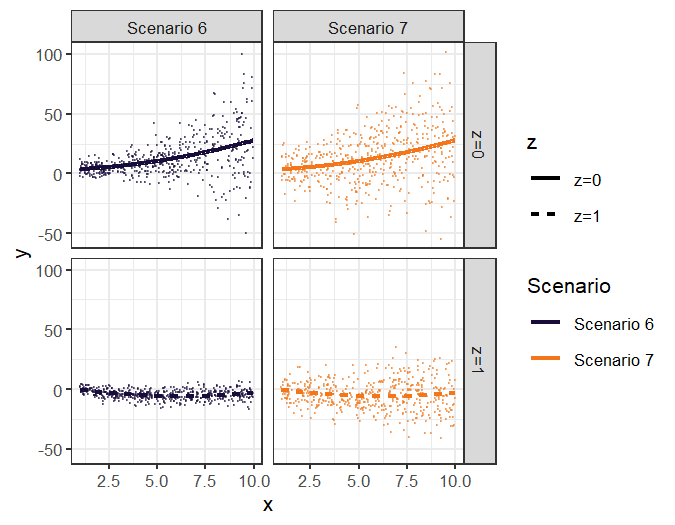 Scenario 6
Scenario 7
100
50
0
-50
z=0
y
100
50
0
-50
z=1
2.5
5.0
7.5
10.0
2.5
5.0
7.5
10.0
x
z
z=0
z=1
Scenario
Scenario 6
Scenario 7